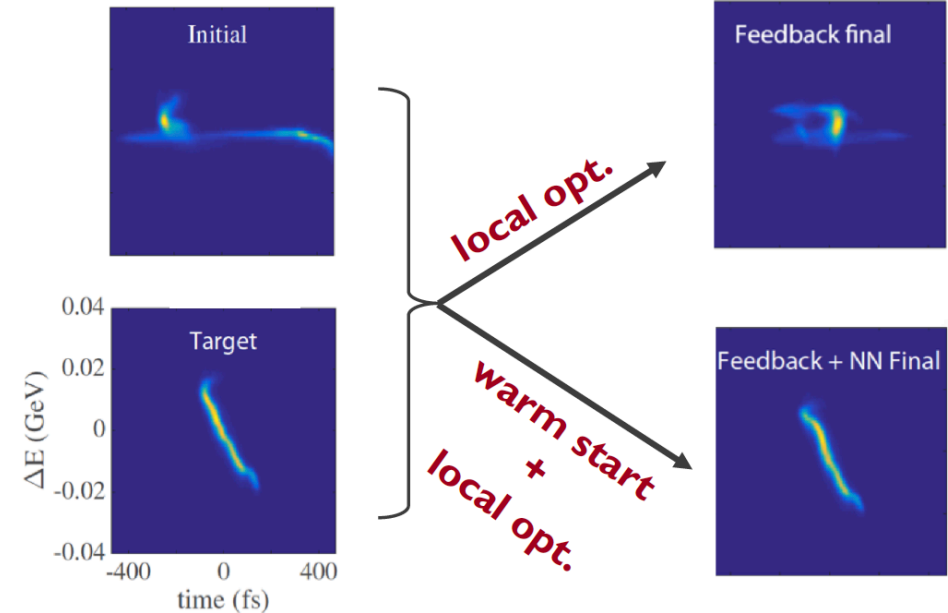 Initial
Feedback final
local opt.
0.04
0.02
0
-0.02
-0.04
ΔE (GeV)
Target
-400
0
400
time (fs)
warm start
+
local opt.
Feedback + NN Final